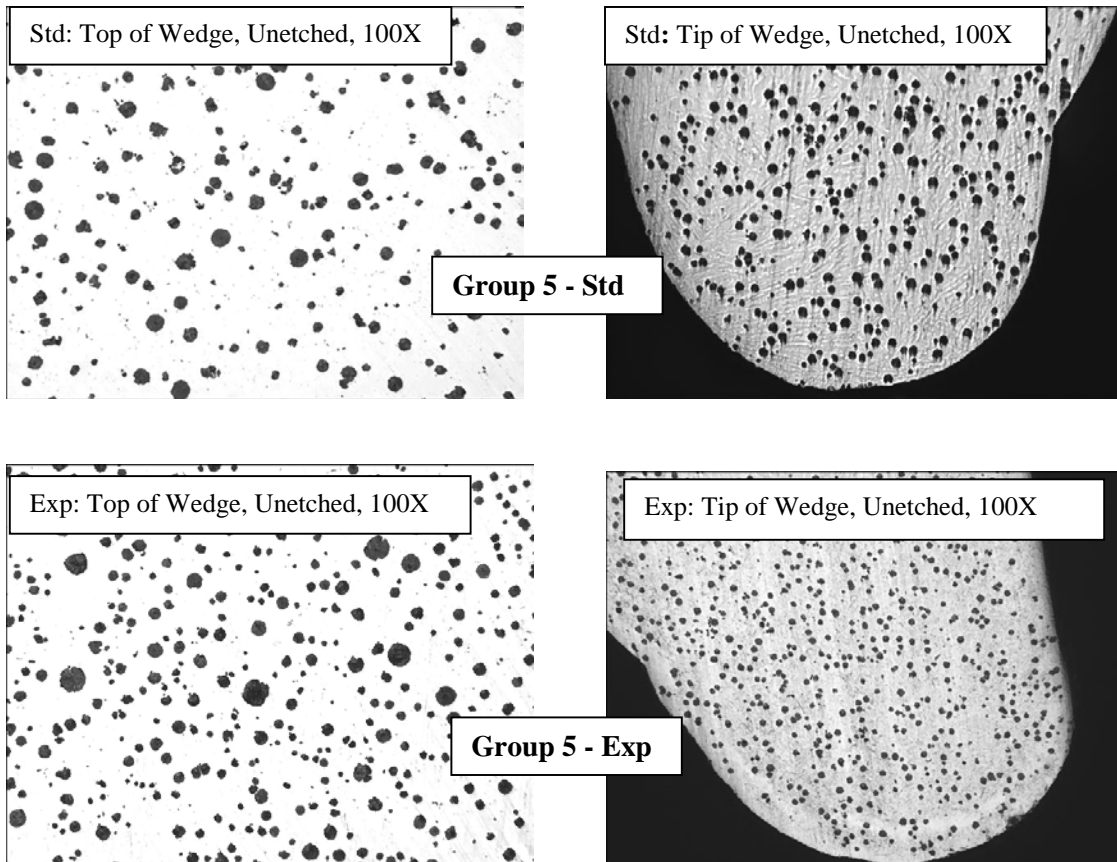 Std: Top of Wedge, Unetched, 100X
Std: Tip of Wedge, Unetched, 100X
Group 5 - Std
Exp: Top of Wedge, Unetched, 100X
Exp: Tip of Wedge, Unetched, 100X
Group 5 - Exp